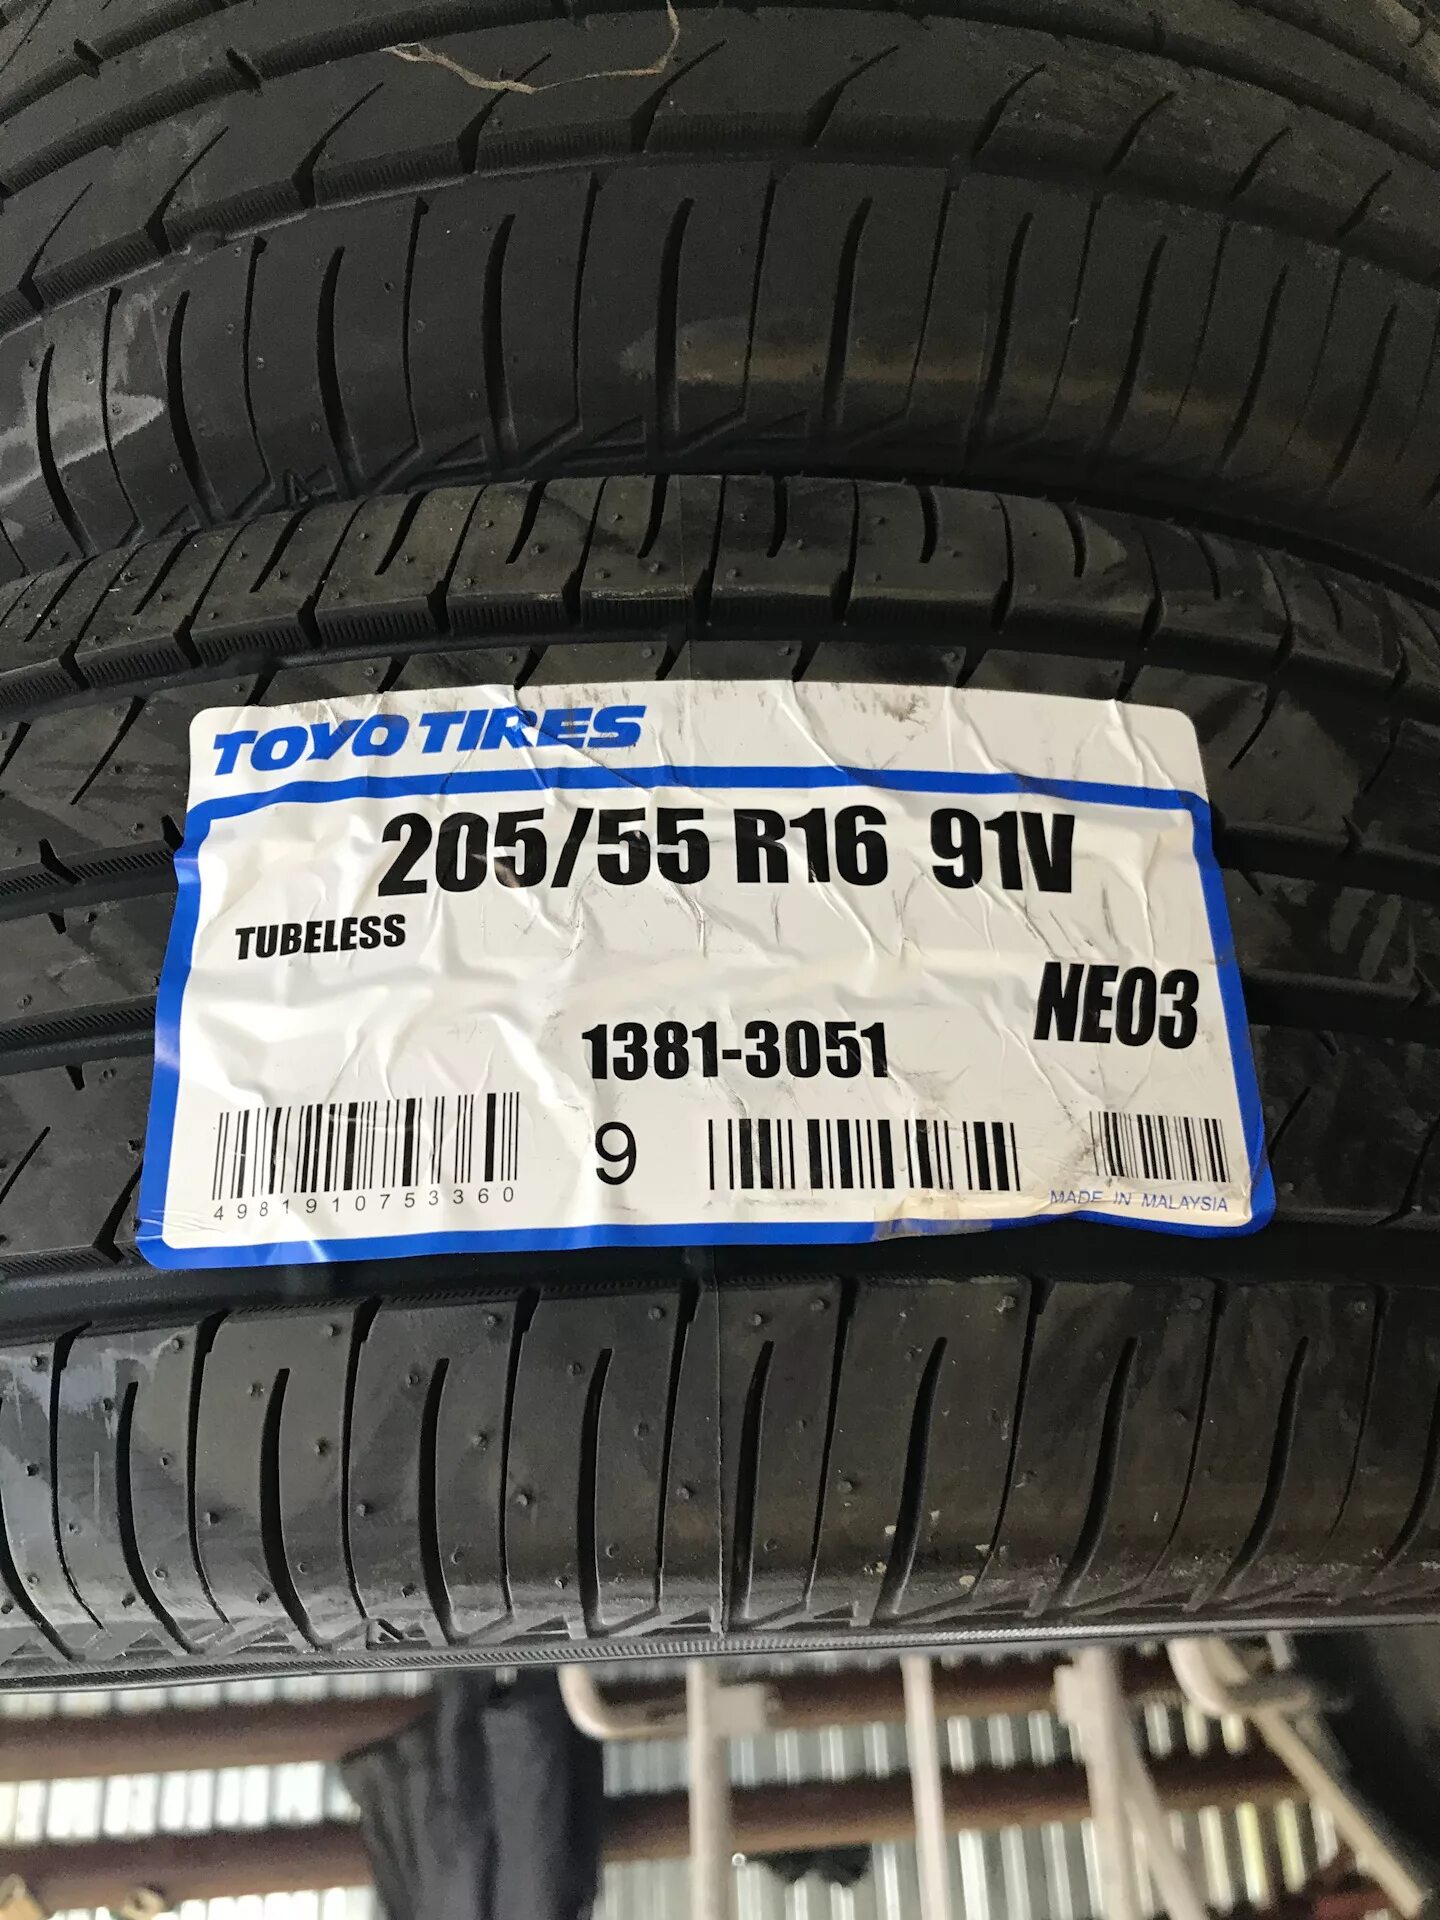 TOYO TIRES
205/55 R16 91V
TUBELESS
NE03
1381-3051
9
4981910753360
MADE IN MALAYSIA